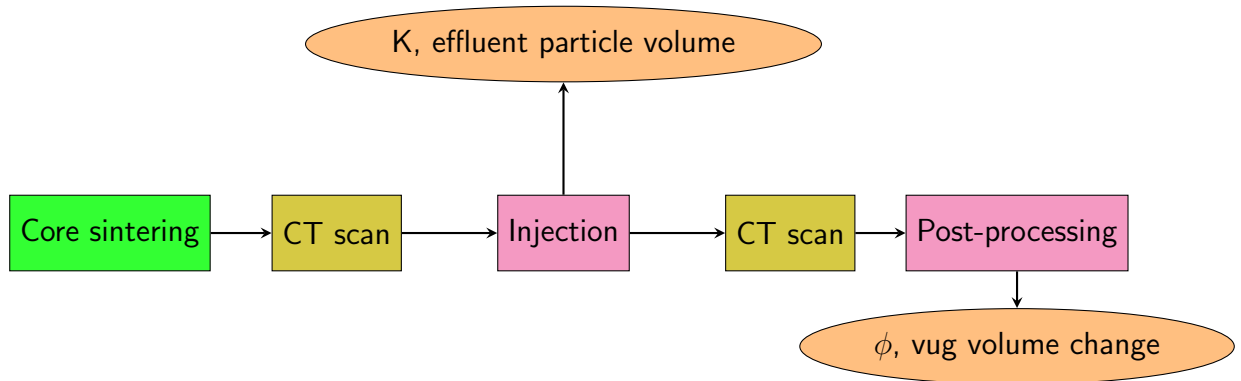 K, effluent particle volume
Core sintering
CT scan
Injection
CT scan
Post-processing
ϕ, vug volume change